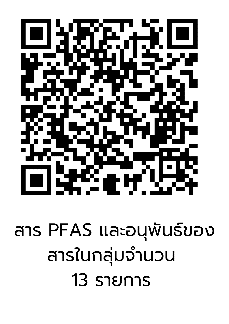 สาร PFAS และอนุพันธ์ของ
สารในกลุ่มจำนวน
13 รายการ